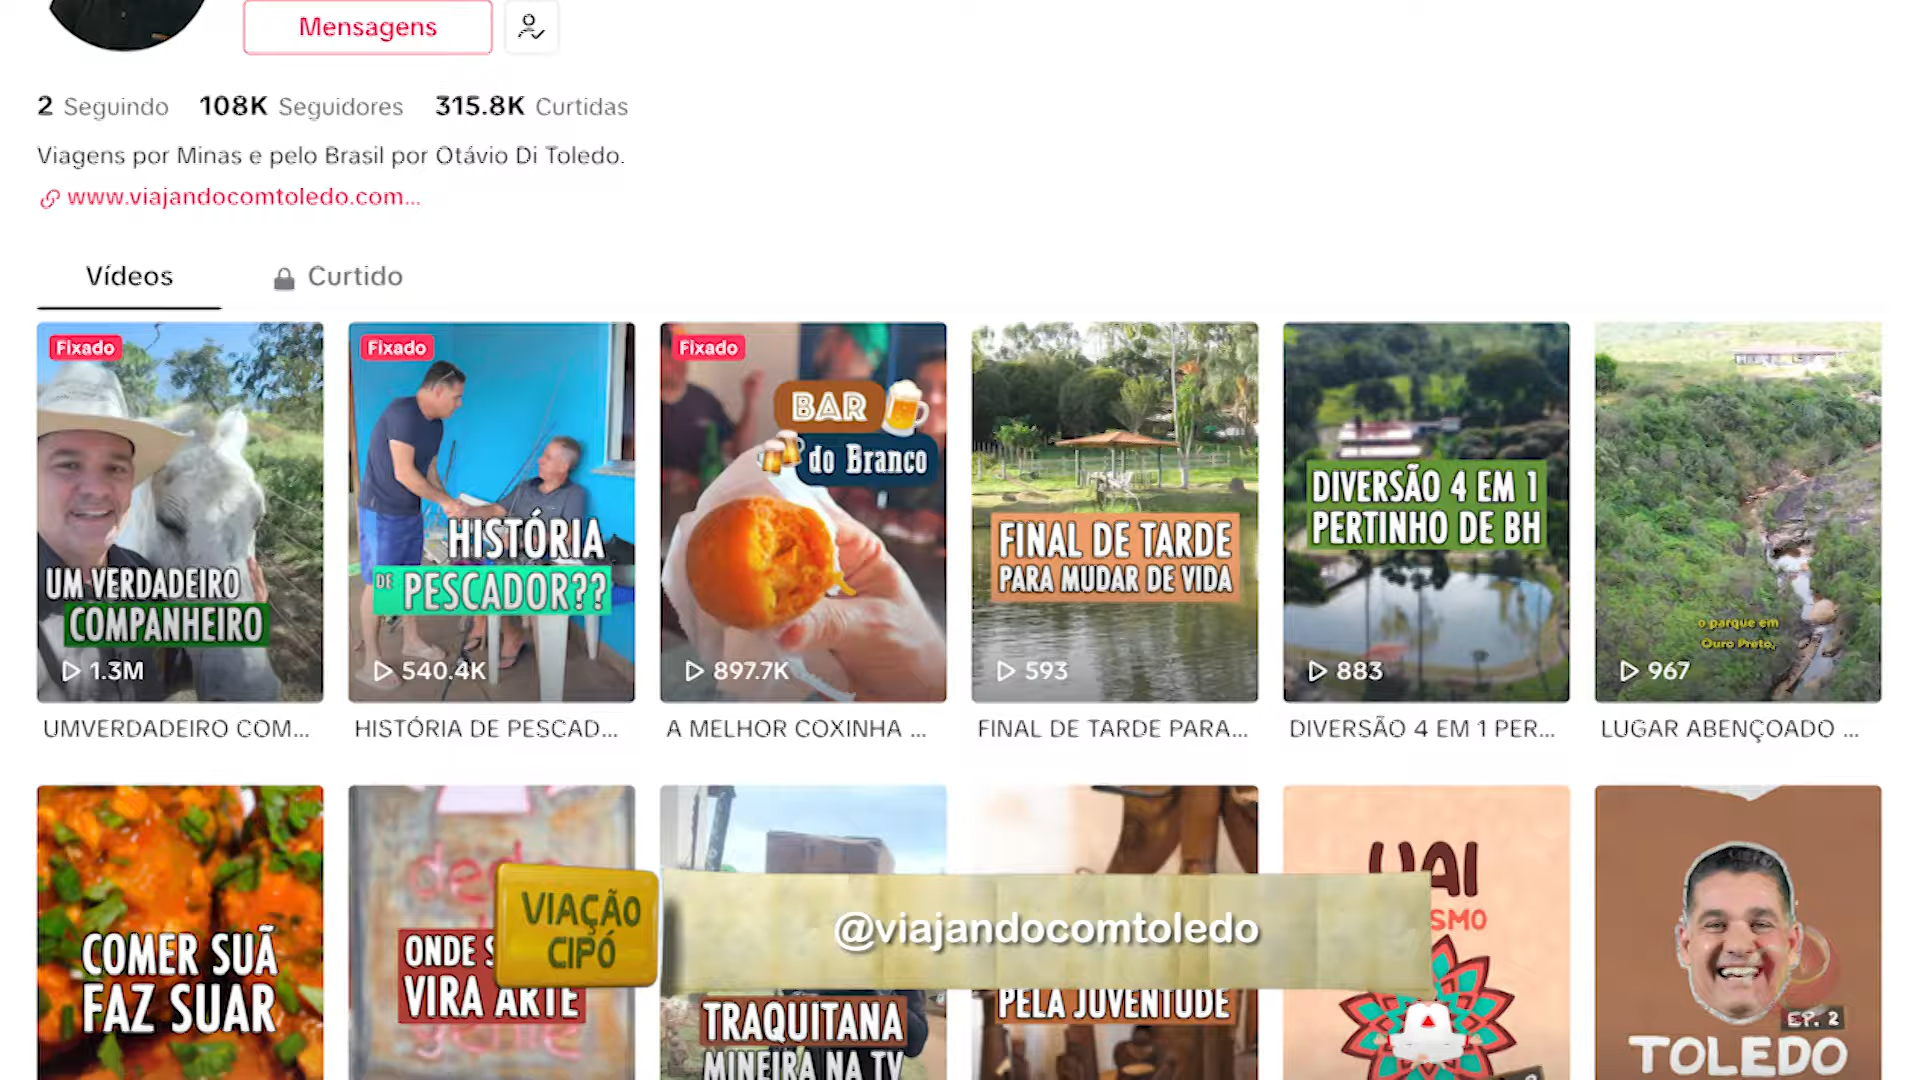 Mensagens
2 Seguindo 108K Seguidores 315.8K Curtidas
Viagens por Minas e pelo Brasil por Otávio Di Toledo.
www.viajandocomtoledo.com...
Vídeos Curtido
Fixado
UM VERDADEIRO
COMPANHEIRO
1.3M
UMVERDADEIRO COM...
Fixado
HISTÓRIA
DE PESCADOR??
540.4K
HISTÓRIA DE PESCAD...
Fixado
BAR
do Branco
897.7K
A MELHOR COXINHA ...
FINAL DE TARDE
PARA MUDAR DE VIDA
593
FINAL DE TARDE PARA...
DIVERSÃO 4 EM 1
PERTINHO DE BH
883
DIVERSÃO 4 EM 1 PER...
o parque em
Ouro Preto,
967
LUGAR ABENÇOADO ...
COMER SUÃ
FAZ SUAR
ONDE
VIRA ARTE
gente
VIAÇÃO
CIPÓ
@viajandocomtoledo
TRAQUITANA
MINEIRA NA TV
PELA JUVENTUDE
UAI
EP. 2
TOLEDO